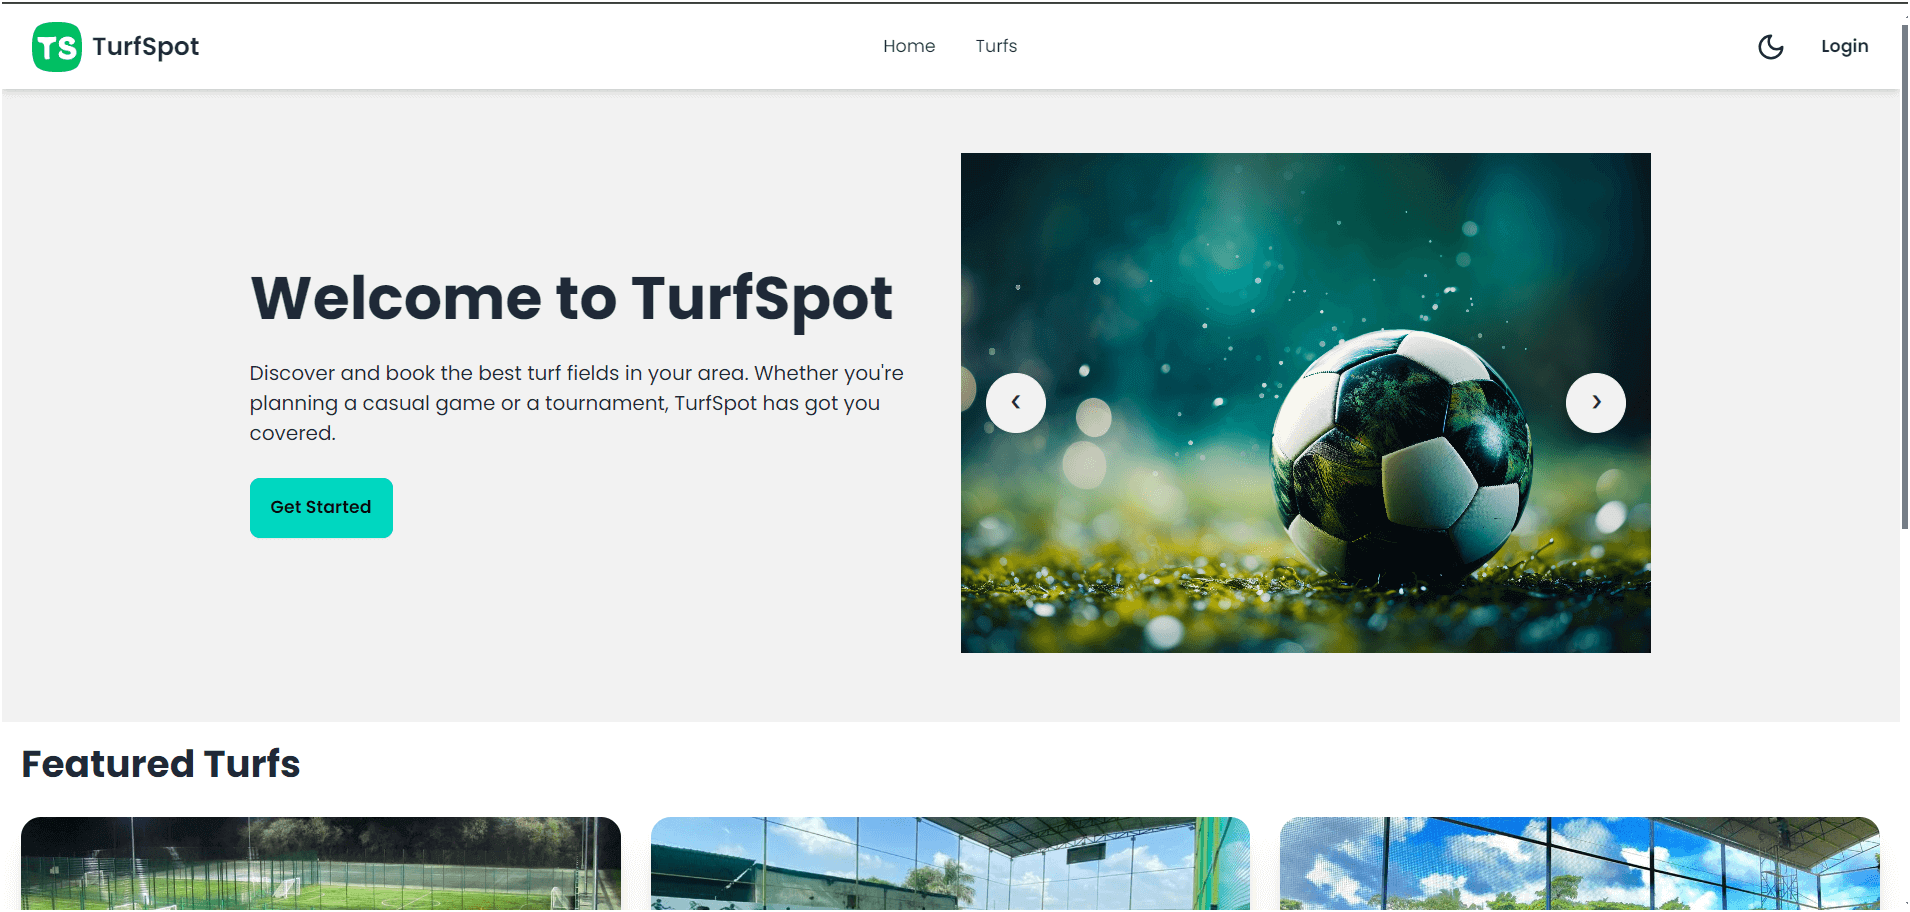 TS TurfSpot
Home
Turfs
Login
Welcome to TurfSpot
Discover and book the best turf fields in your area. Whether you're
planning a casual game or a tournament, TurfSpot has got you
covered.
Get Started
Featured Turfs